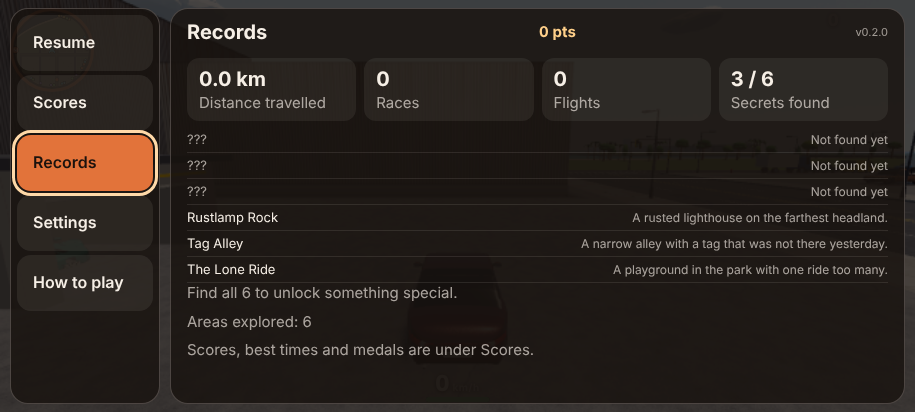 Resume
Scores
Records
Settings
How to play
Records
0 pts
v0.2.0
0.0 km
Distance travelled
0
Races
0
Flights
3 / 6
Secrets found
??? Not found yet
??? Not found yet
??? Not found yet
Rustlamp Rock A rusted lighthouse on the farthest headland.
Tag Alley A narrow alley with a tag that was not there yesterday.
The Lone Ride A playground in the park with one ride too many.
Find all 6 to unlock something special.
Areas explored: 6
Scores, best times and medals are under Scores.